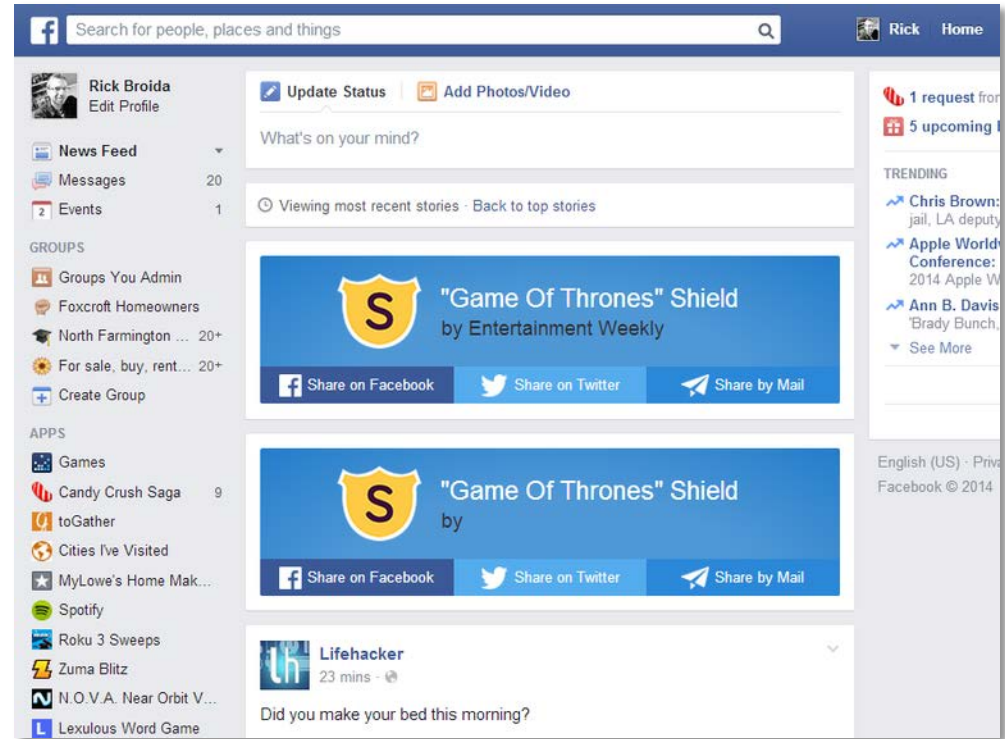 Search for people, places and things
Rick Home
Rick Broida
Edit Profile
News Feed
Messages 20
2 Events 1
GROUPS
Groups You Admin
Foxcroft Homeowners
North Farmington ... 20+
For sale, buy, rent... 20+
Create Group
APPS
Games
Candy Crush Saga 9
toGather
Cities I've Visited
MyLowe's Home Mak...
Spotify
Roku 3 Sweeps
Zuma Blitz
N.O.V.A. Near Orbit V...
L Lexulous Word Game
Update Status Add Photos/Video
What's on your mind?
Viewing most recent stories · Back to top stories
S
"Game Of Thrones" Shield
by Entertainment Weekly
Share on Facebook Share on Twitter Share by Mail
S
"Game Of Thrones" Shield
by
Share on Facebook Share on Twitter Share by Mail
lh
Lifehacker
23 mins ·
Did you make your bed this morning?
1 request
5 upcoming
TRENDING
Chris Brown:
jail, LA deputy
Apple
Conference:
2014 Apple W
Ann B. Davis
'Brady Bunch,
See More
English (US) · Priva
Facebook © 2014